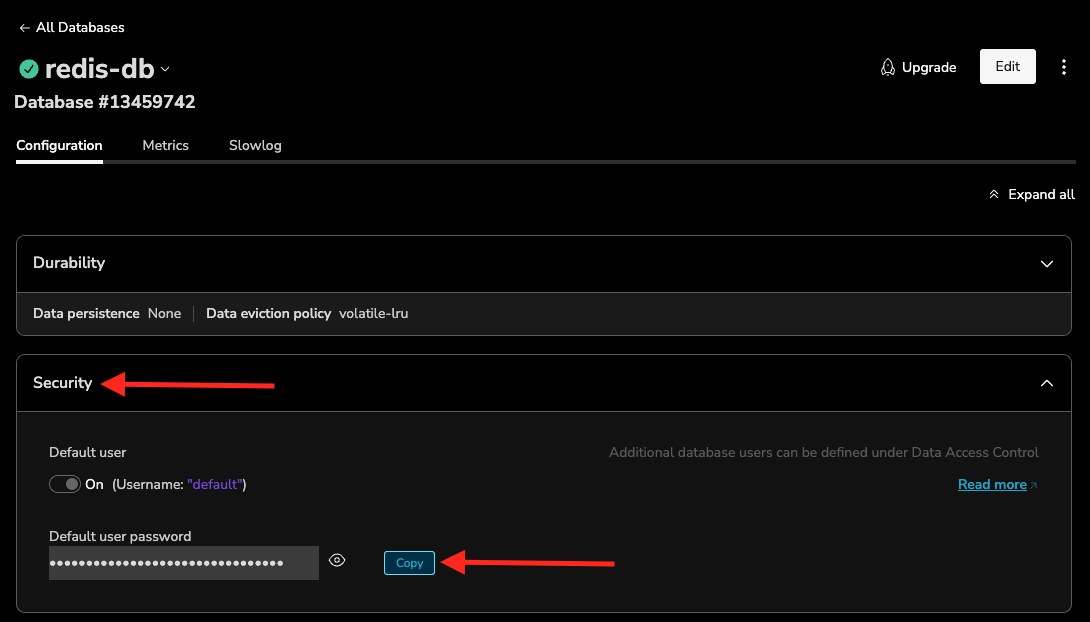 ← All Databases
redis-db
Upgrade
Edit
Database #13459742
Configuration Metrics Slowlog
Expand all
Durability
Data persistence None Data eviction policy volatile-lru
Security
Default user
Additional database users can be defined under Data Access Control
On (Username: "default")
Read more
Default user password
••••••••••••••••••••••••••••••••
Copy